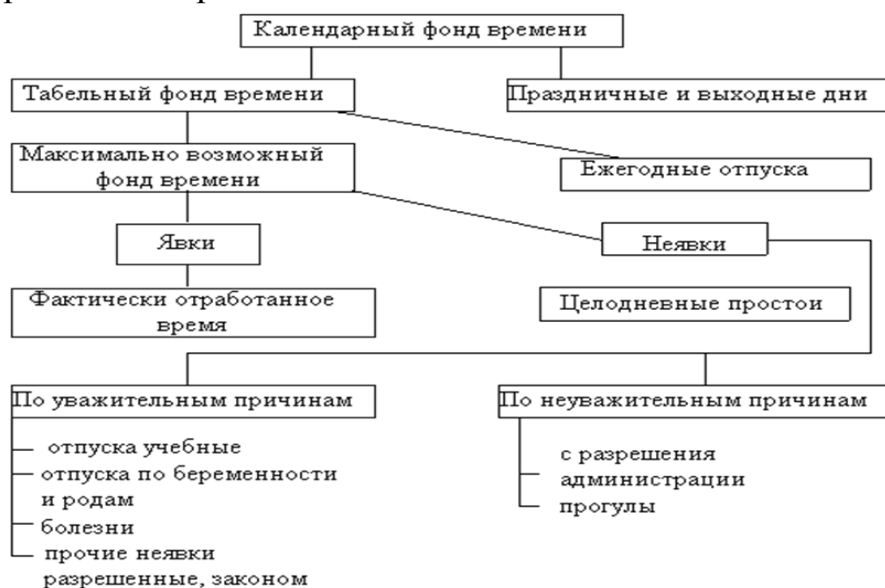 Календарный фонд времени
Табельный фонд времени
Праздничные и выходные дни
Максимально возможный
фонд времени
Ежегодные отпуска
Явки
Неявки
Фактически отработанное
время
Целодневные простои
По уважительным причинам
По неуважительным причинам
отпуска учебные
отпуска по беременности
и родам
болезни
прочие неявки
разрешенные, законом
с разрешения
администрации
прогулы